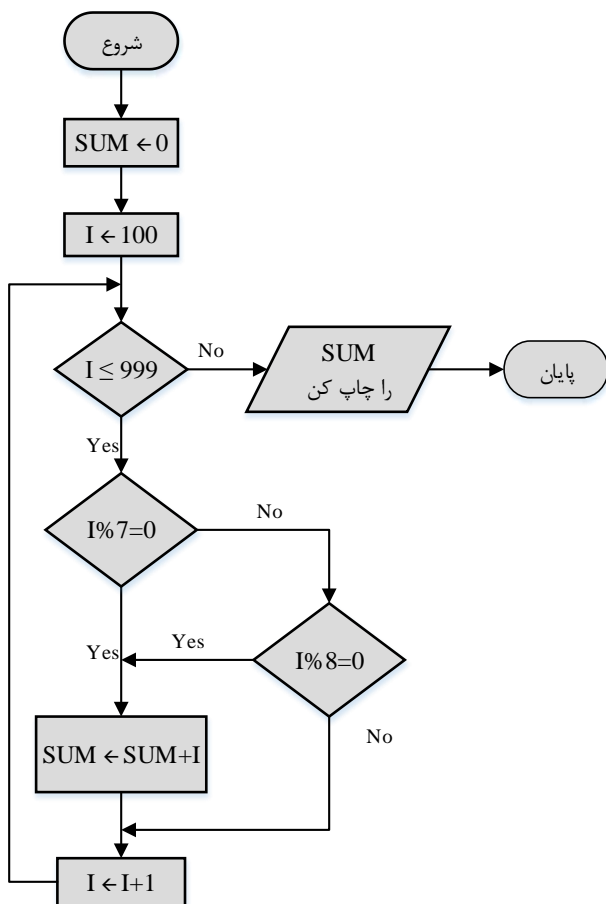 شروع
SUM ← 0
I ← 100
I ≤ 999
No
SUM
را چاپ کن
پایان
Yes
I%7=0
No
Yes
Yes
I%8=0
No
SUM ← SUM+I
I ← I+1